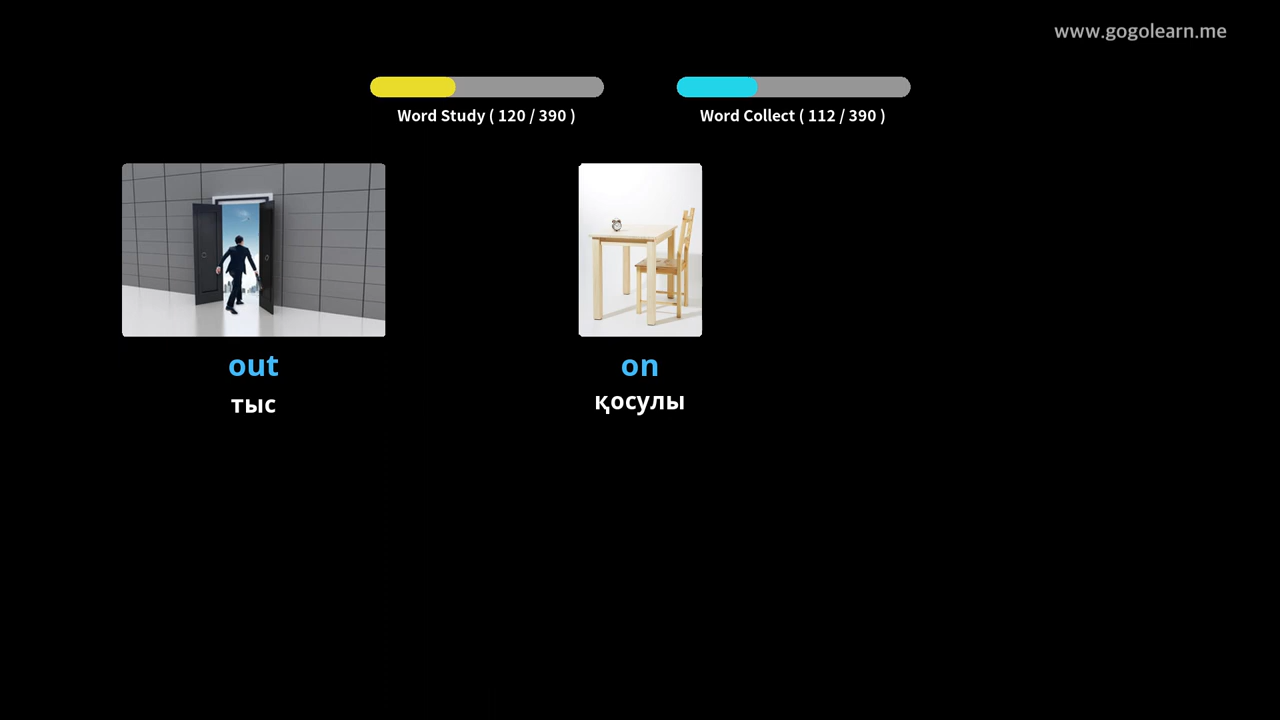 www.gogolearn.me
Word Study ( 120 / 390 )
Word Collect ( 112 / 390 )
out
тыс
on
қосулы